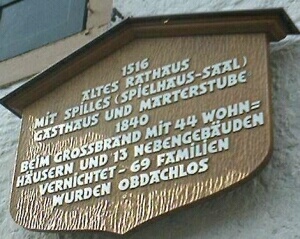 1516
ALTES RATHAUS
MIT SPILLES (SPIELHAUS-SAAL)
GASTHAUS UND MARTERSTUBE
1840
BEIM GROSSBRAND MIT 44 WOHN=
HÄUSERN UND 13 NEBENGEBÄUDEN
VERNICHTET - 69 FAMILIEN
WURDEN OBDACHLOS